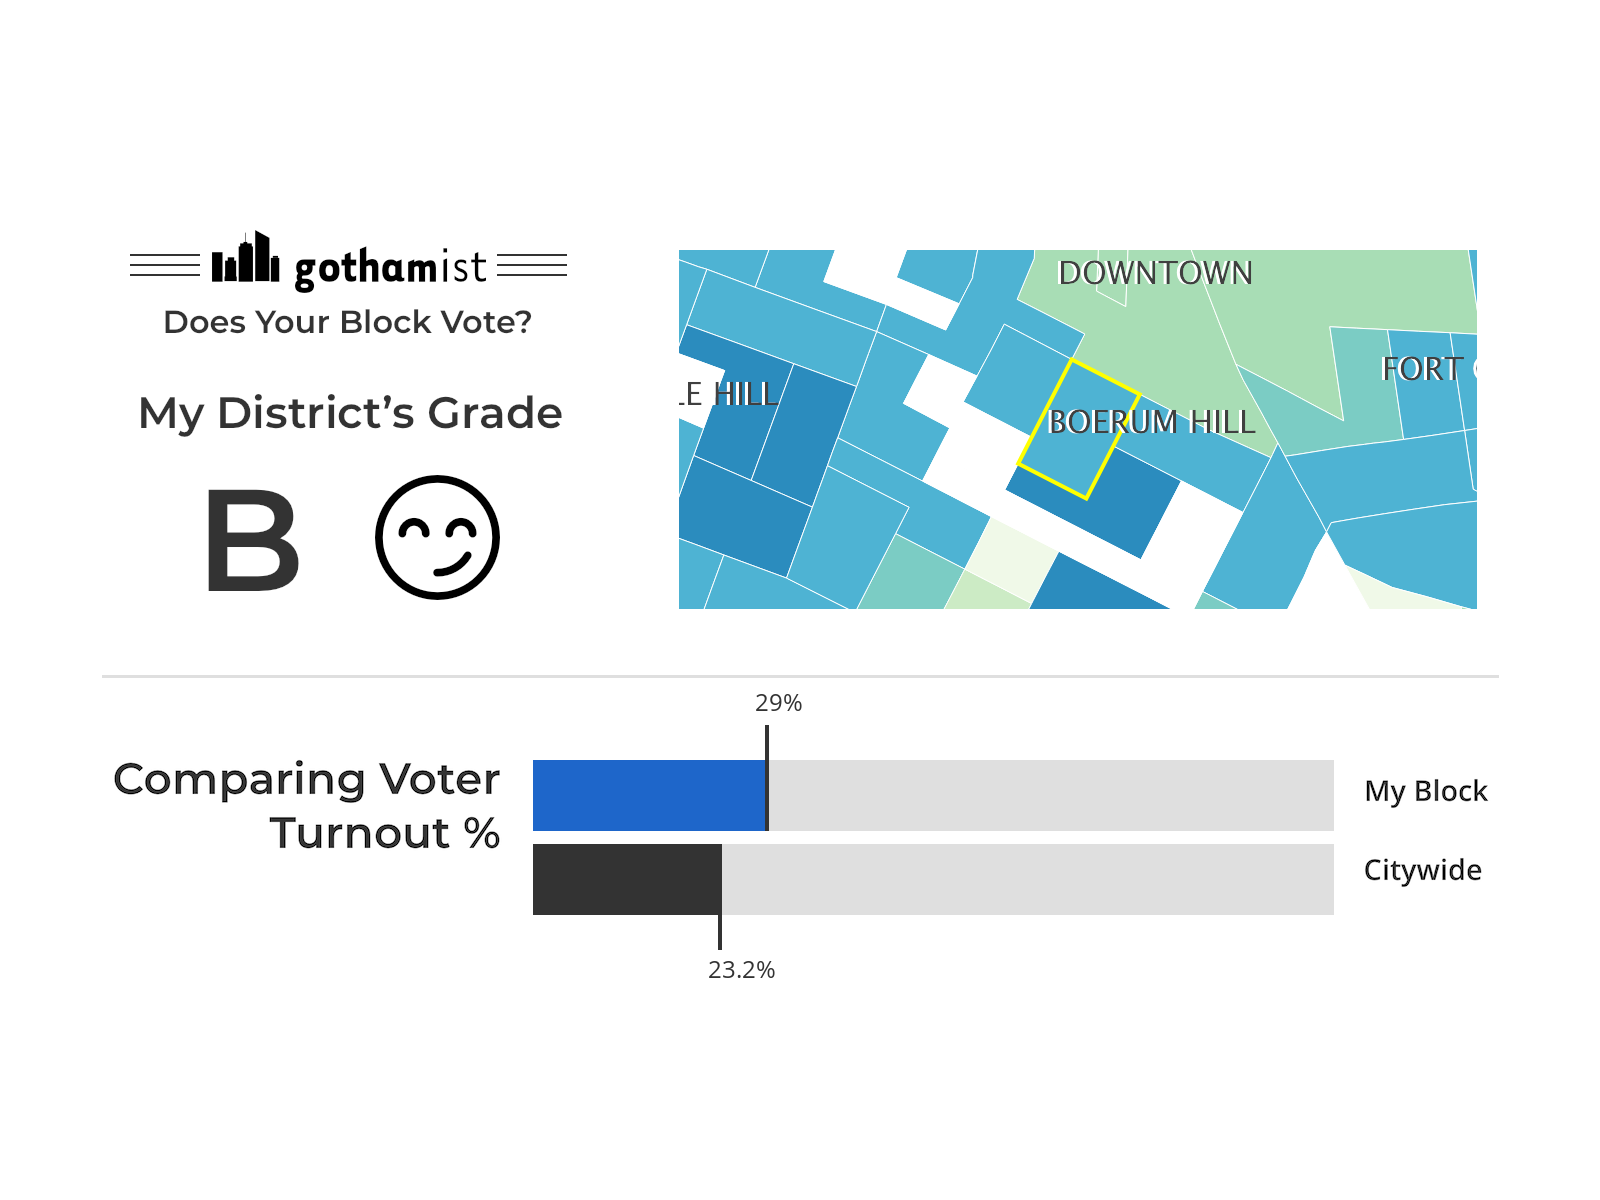 gothamist
Does Your Block Vote?
My District’s Grade
B
DOWNTOWN
FORT
LE HILL
BOERUM HILL
29%
Comparing Voter
Turnout %
My Block
Citywide
23.2%